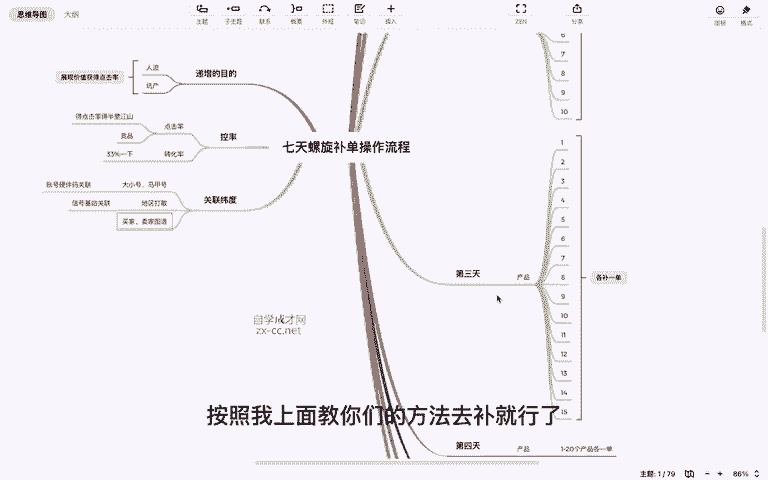 思维导图 大纲
主题 子主题 联系 概要 外框 笔记 插入
ZEN 分享
图标 格式
递增的目的
人流
展现价值获得点击率
控率
点击率
得点击率得半壁江山
转化率
33%一下
关联纬度
大小号、马甲号
账号硬件码关联
地区打散
信号基站关联
买家、卖家图谱
七天螺旋补单操作流程
6
7
8
9
10
第三天 产品
1
2
3
4
5
6
7
8
9
10
11
12
13
14
15
各补一单
第四天 产品 1-20个产品各一单
自学成才网
zx-cc.net
按照我上面教你们的方法去补就行了
主题: 1 / 79
86%